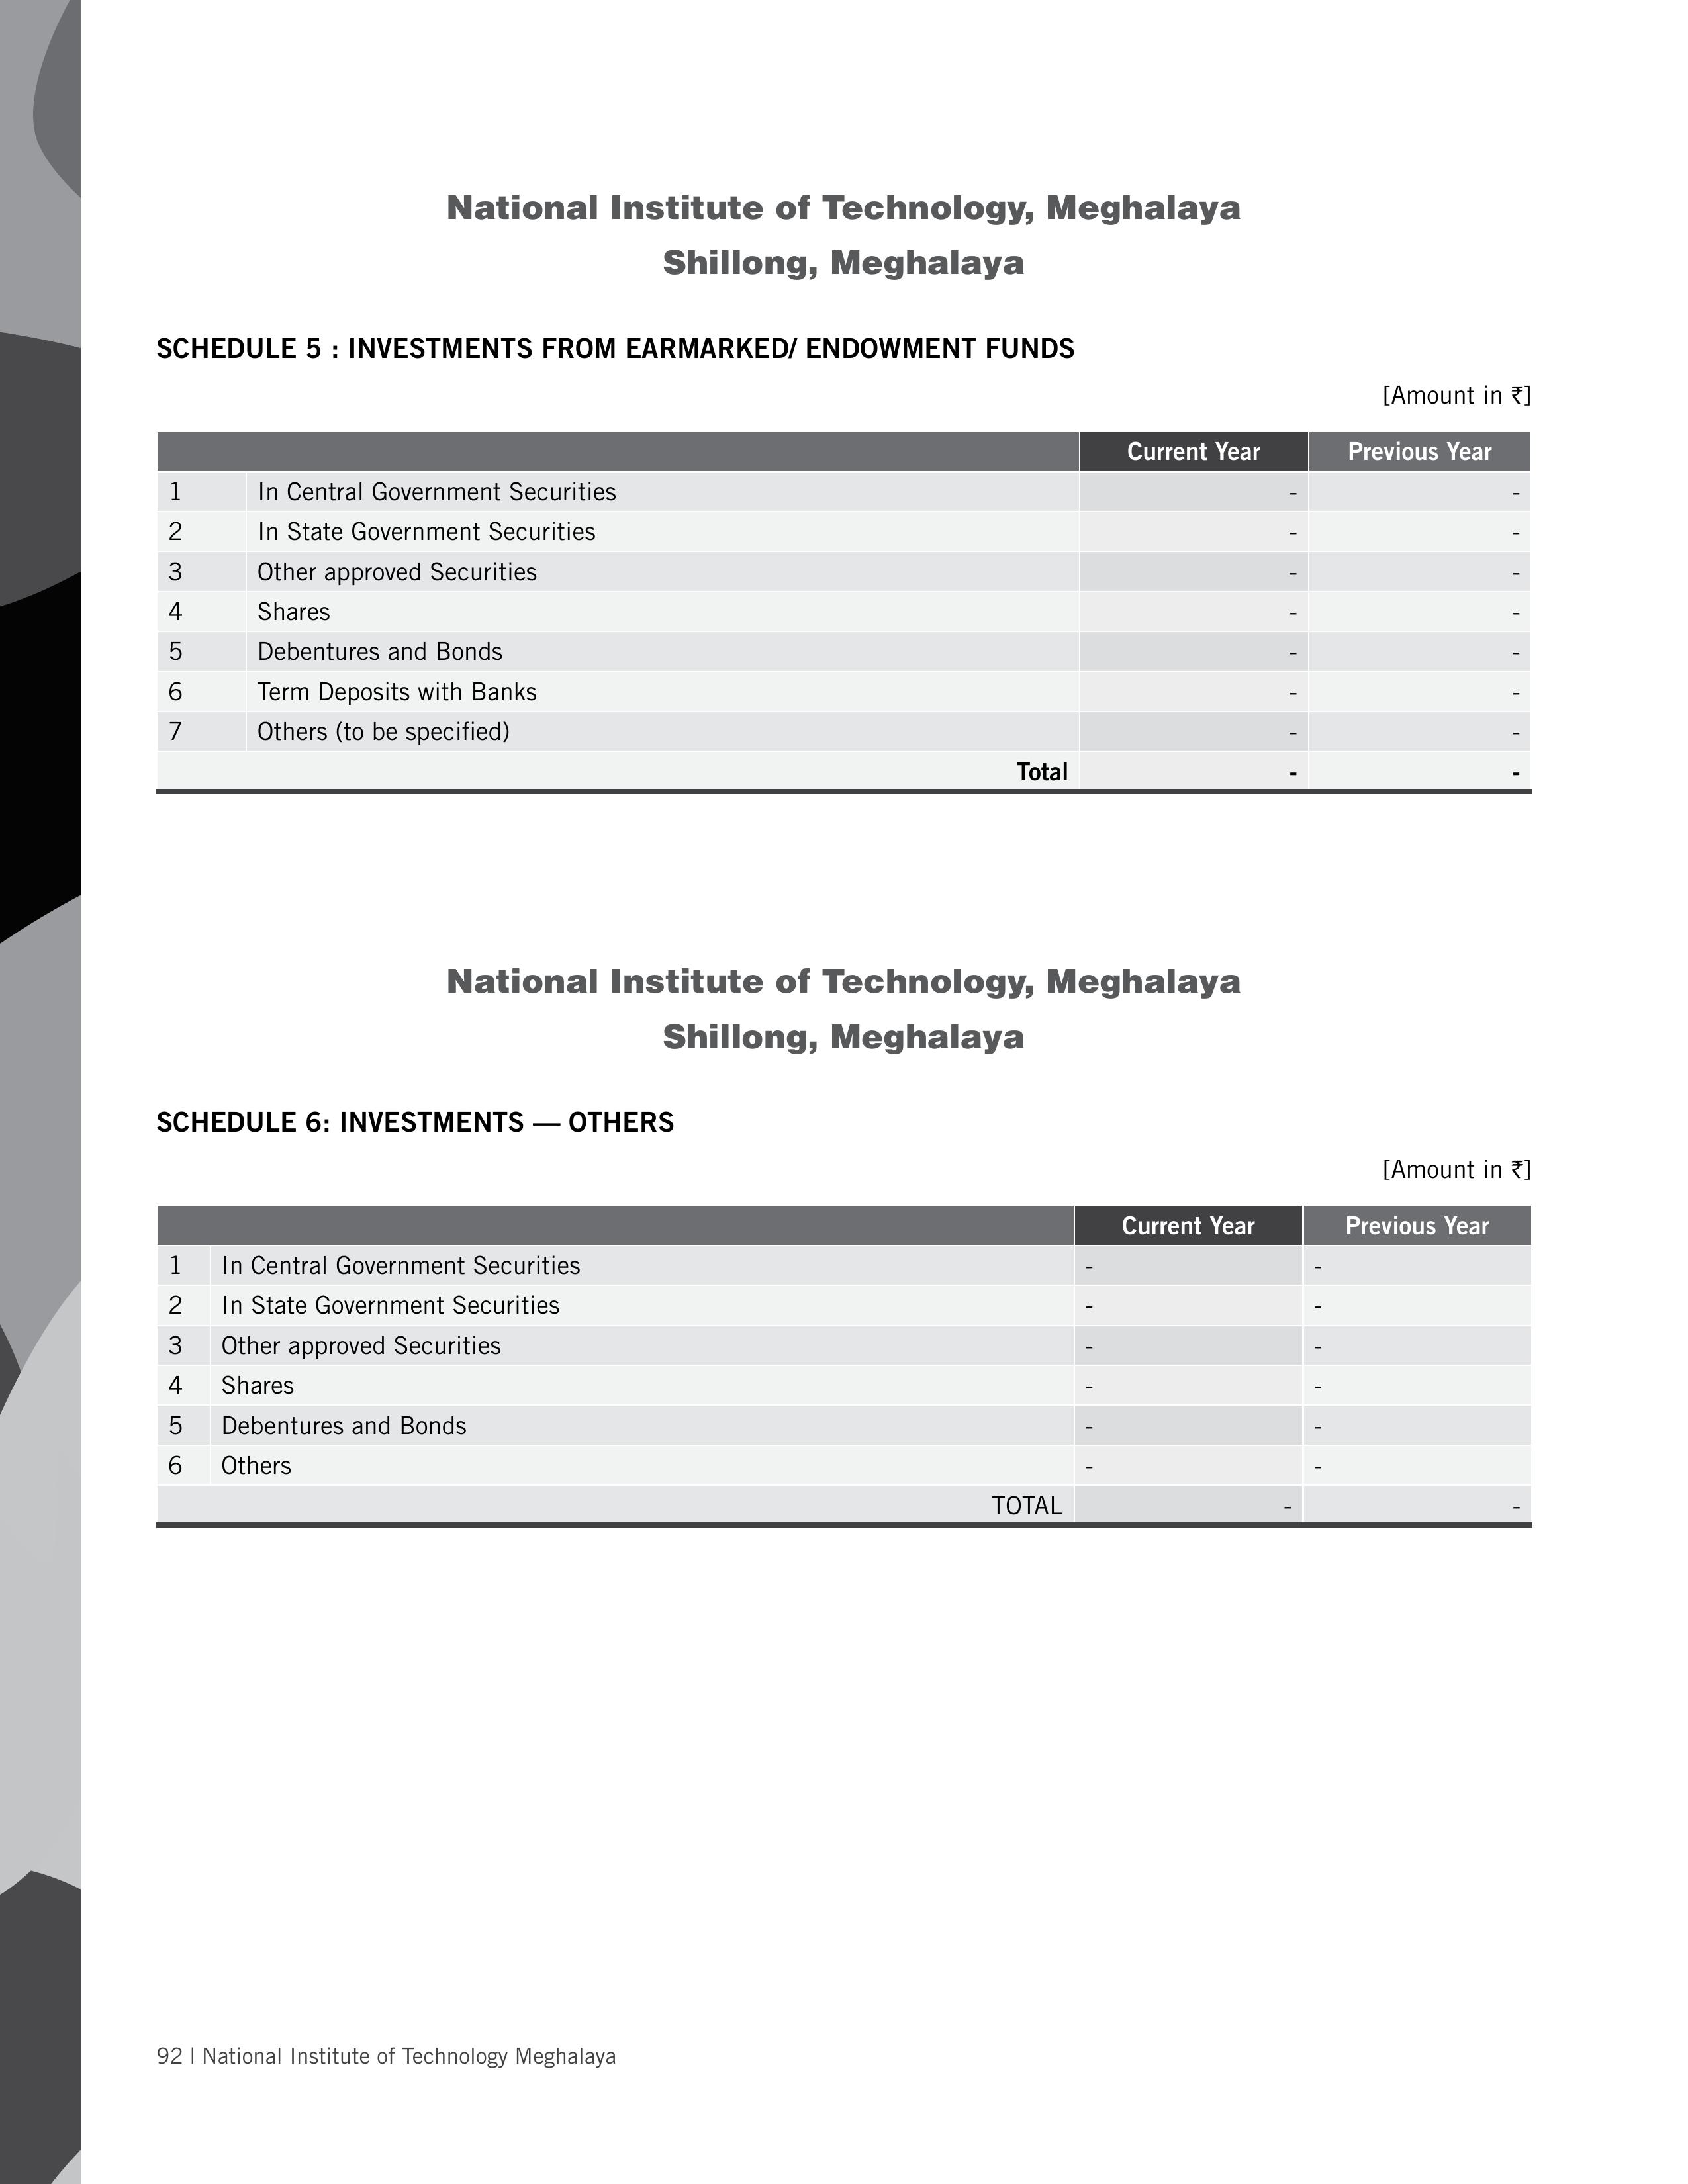 National Institute of Technology, Meghalaya
Shillong, Meghalaya
SCHEDULE 5 : INVESTMENTS FROM EARMARKED/ ENDOWMENT FUNDS
[Amount in ₹]
Current Year Previous Year
1 In Central Government Securities - -
2 In State Government Securities - -
3 Other approved Securities - -
4 Shares - -
5 Debentures and Bonds - -
6 Term Deposits with Banks - -
7 Others (to be specified) - -
Total - -
National Institute of Technology, Meghalaya
Shillong, Meghalaya
SCHEDULE 6: INVESTMENTS — OTHERS
[Amount in ₹]
Current Year Previous Year
1 In Central Government Securities - -
2 In State Government Securities - -
3 Other approved Securities - -
4 Shares - -
5 Debentures and Bonds - -
6 Others - -
TOTAL - -
92 | National Institute of Technology Meghalaya